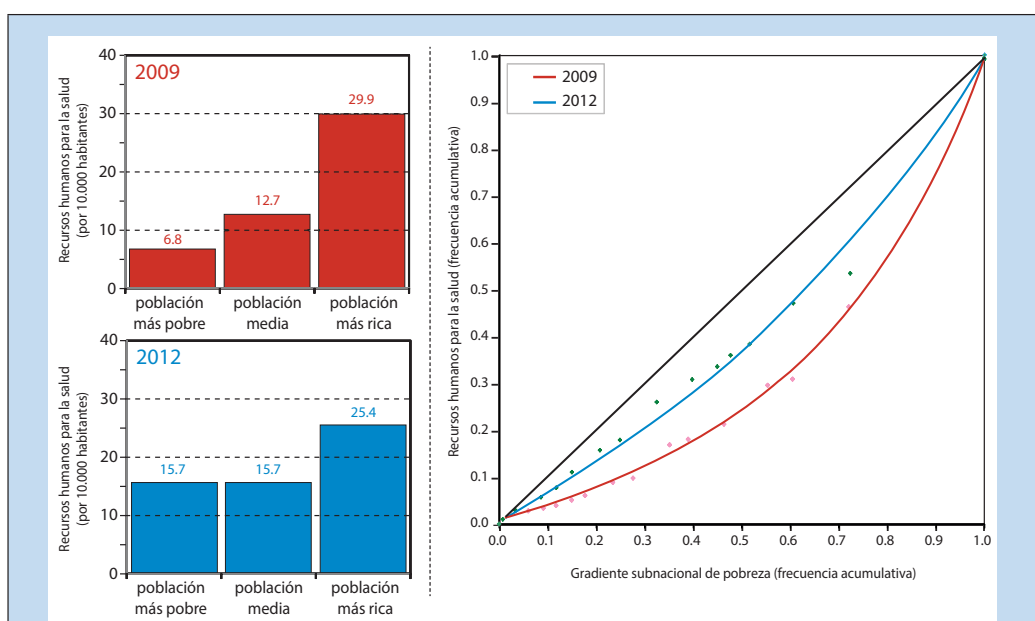 2009
Recursos humanos para la salud
(por 10.000 habitantes)
40
30
20
10
0
6.8
12.7
29.9
población
más pobre
población
media
población
más rica
2012
Recursos humanos para la salud
(por 10.000 habitantes)
40
30
20
10
0
15.7
15.7
25.4
población
más pobre
población
media
población
más rica
2009
2012
Recursos humanos para la salud (frecuencia acumulativa)
1.0
0.9
0.8
0.7
0.6
0.5
0.4
0.3
0.2
0.1
0.0
0.0 0.1 0.2 0.3 0.4 0.5 0.6 0.7 0.8 0.9 1.0
Gradiente subnacional de pobreza (frecuencia acumulativa)